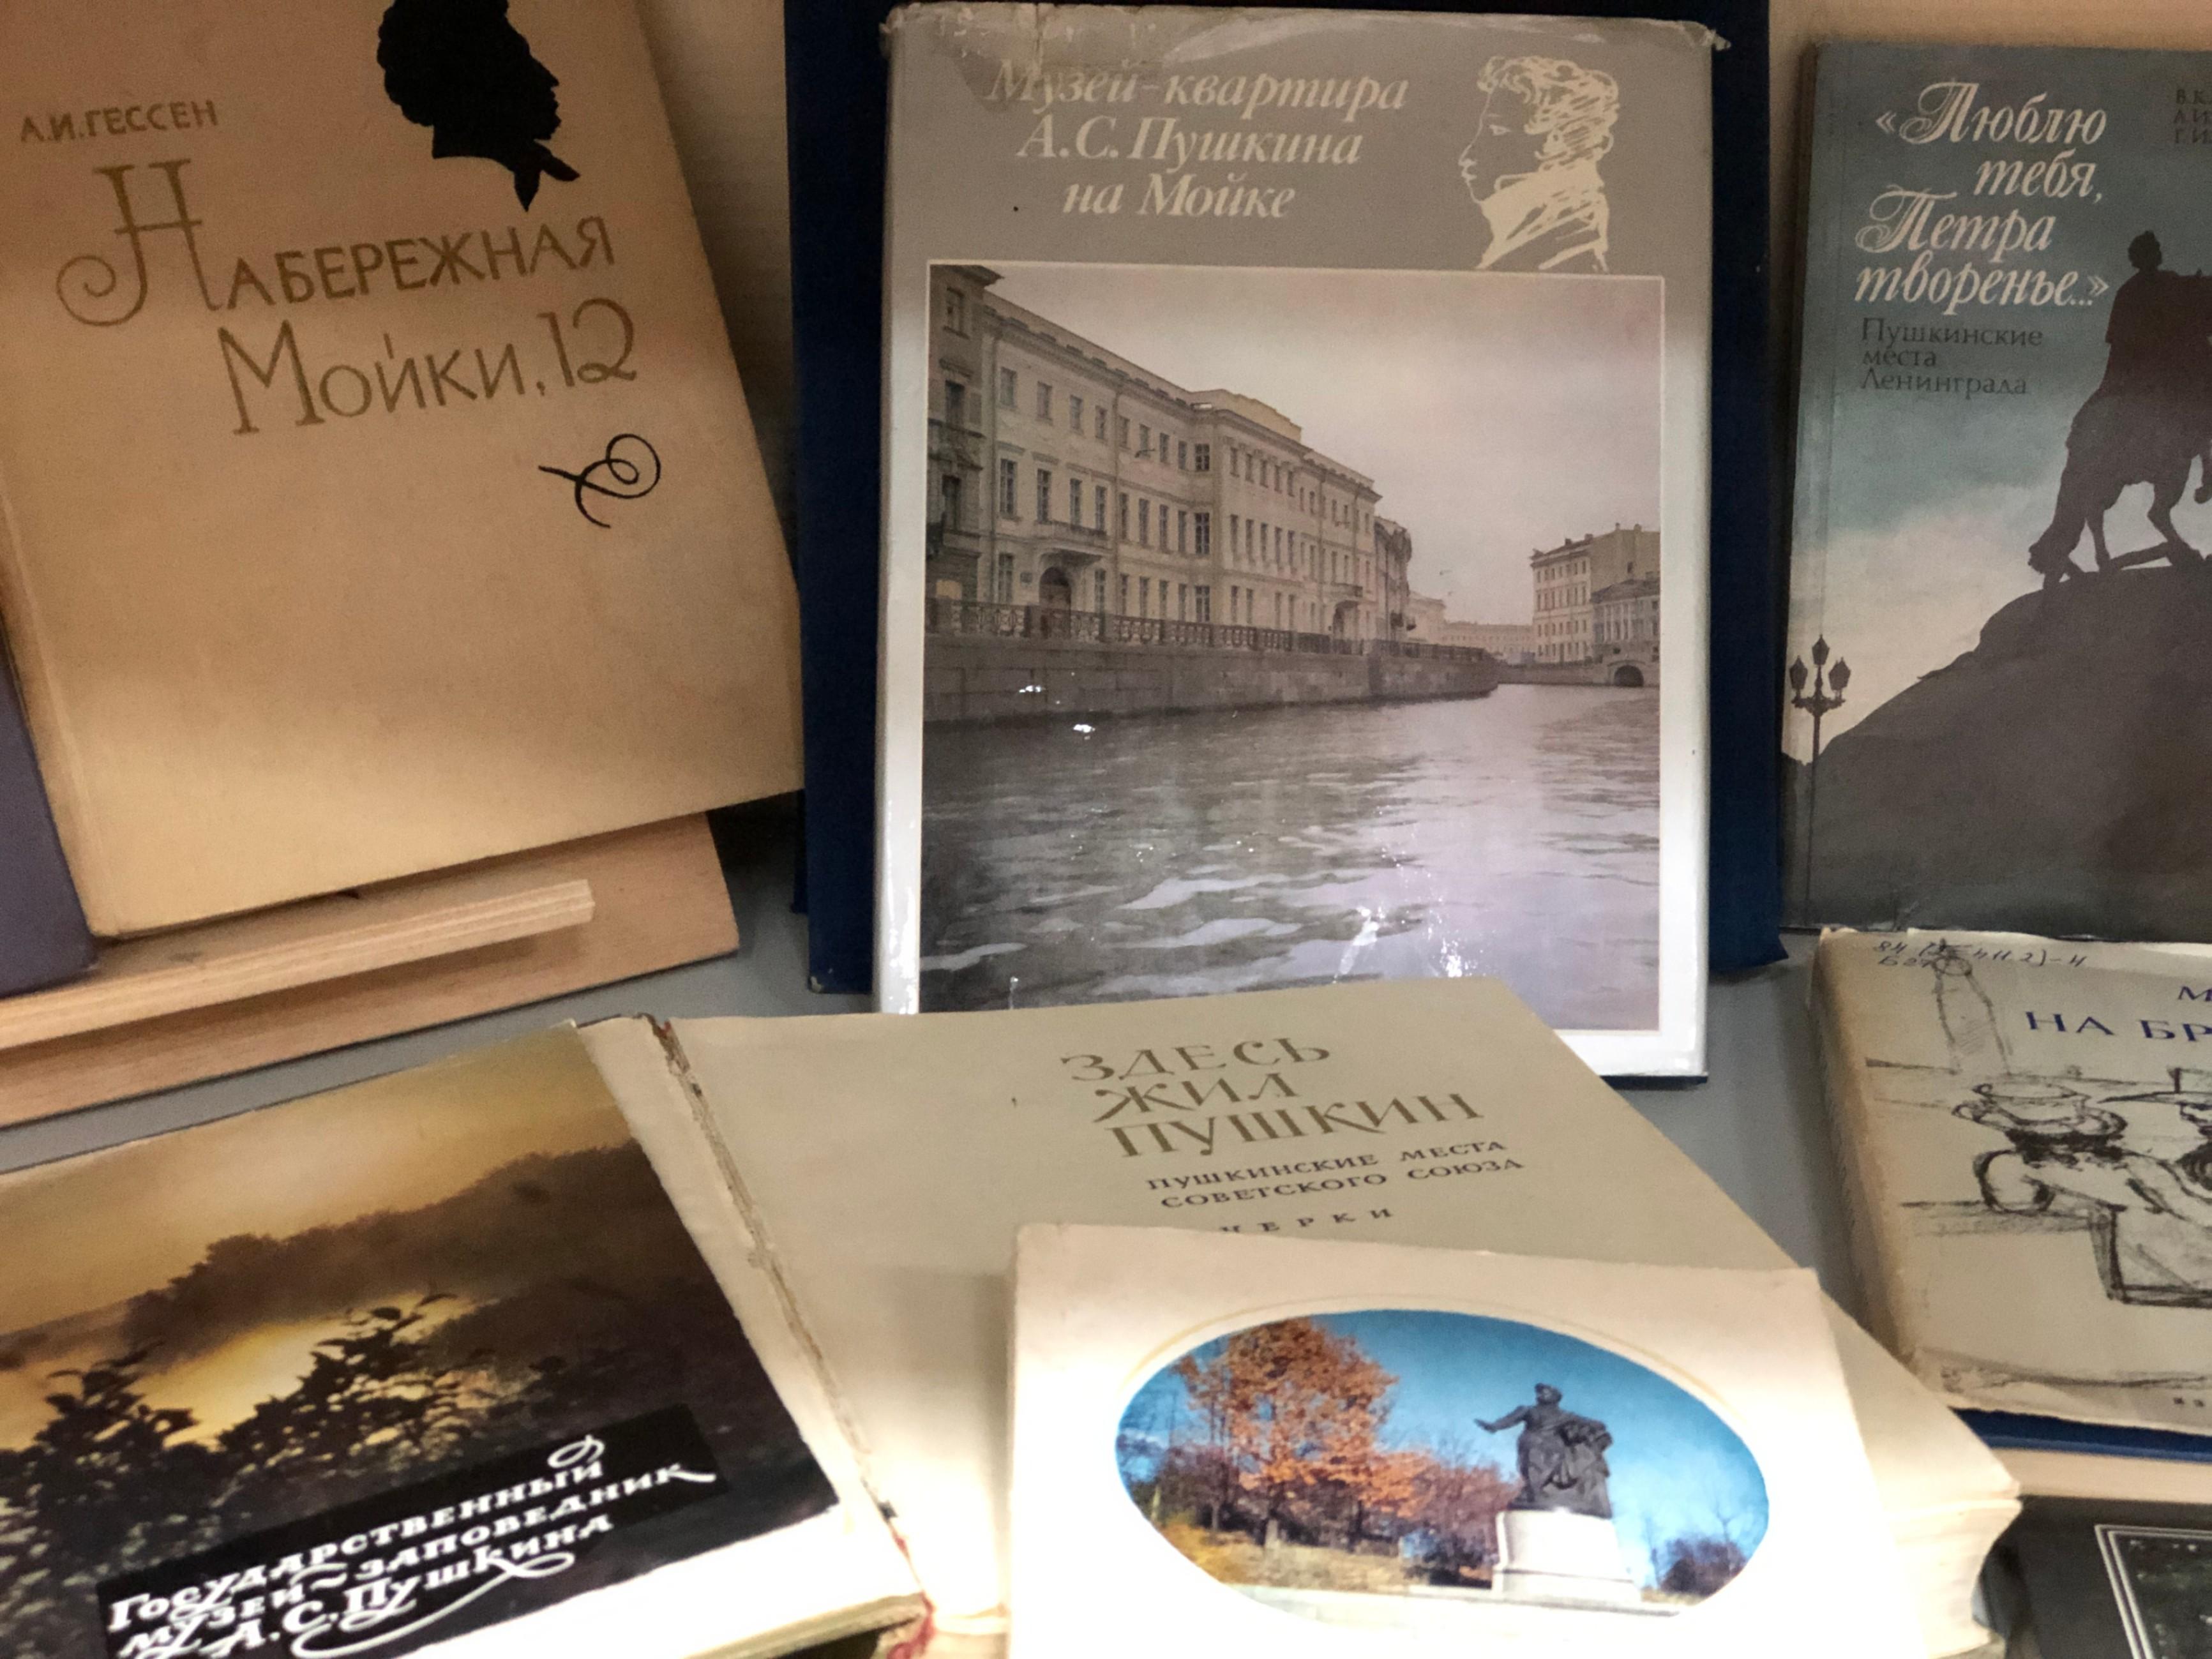 А.И.ГЕССЕН
НАБЕРЕЖНАЯ
МОЙКИ, 12
Музей-квартира
А.С.Пушкина
на Мойке
«Люблю
тебя,
Петра
творенье...»
Пушкинские
места
Ленинграда
ЗДЕСЬ
ЖИЛ
ПУШКИН
ПУШКИНСКИЕ МЕСТА
СОВЕТСКОГО СОЮЗА
НА
ГОСУДАРСТВЕННЫЙ
МУЗЕЙ-ЗАПОВЕДНИК
А.С.Пушкина